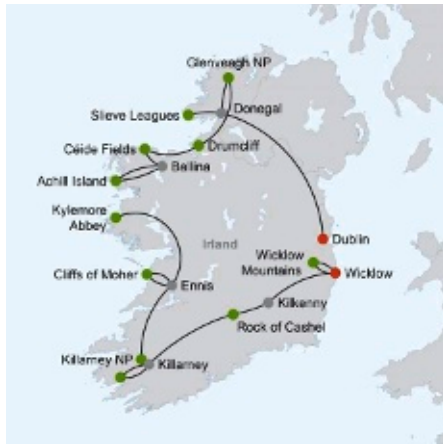 Glenveagh NP
Slieve Leagues
Donegal
Céide Fields
Drumcliff
Ballina
Achill Island
Kylemore
Abbey
Irland
Dublin
Wicklow
Mountains
Wicklow
Cliffs of Moher
Ennis
Kilkenny
Rock of Cashel
Killarney NP
Killarney